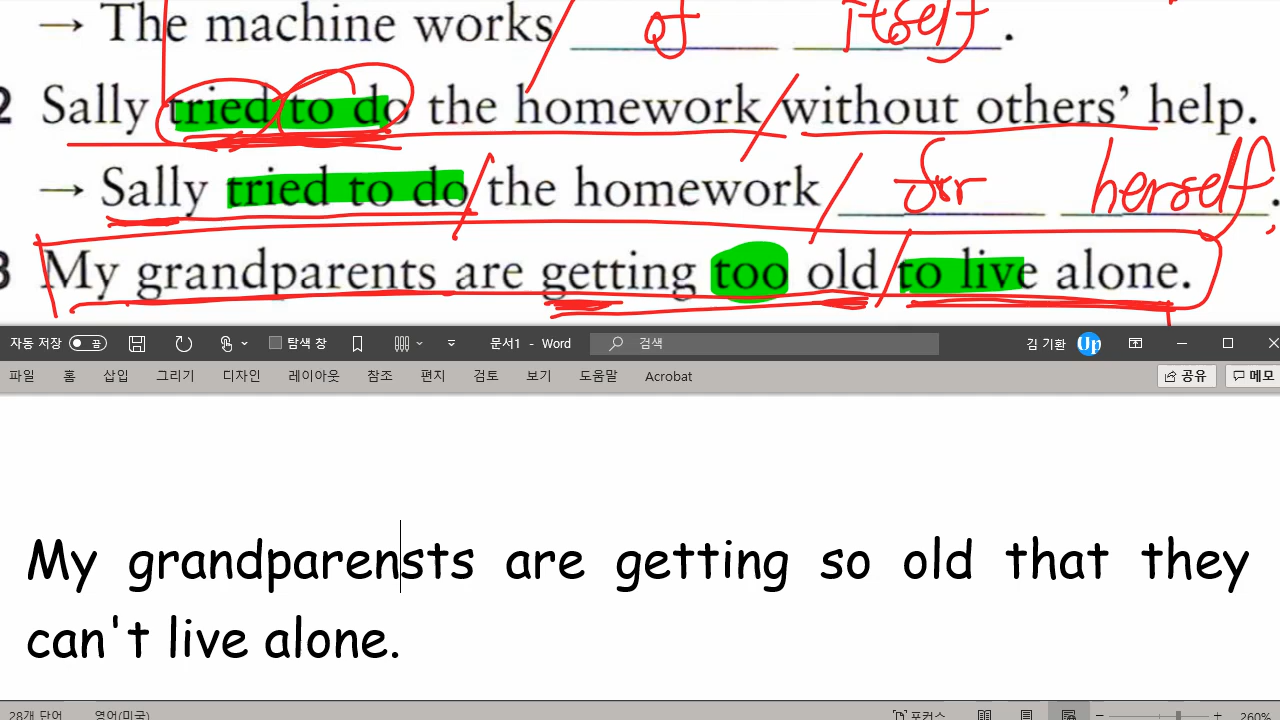 → The machine works of itself.
2 Sally tried to do the homework without others' help.
→ Sally tried to do the homework for herself.
3 My grandparents are getting too old to live alone.
자동 저장 끔 탐색 창 문서1 - Word 검색 김 기환 Up
파일 홈 삽입 그리기 디자인 레이아웃 참조 편지 검토 보기 도움말 Acrobat 공유 메모
My grandparensts are getting so old that they
can't live alone.
28개 단어 영어(미국) 포커스 260%